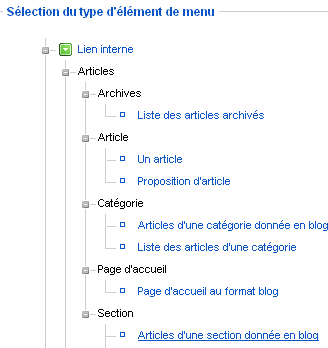 Sélection du type d'élément de menu
Lien interne
Articles
Archives
Liste des articles archivés
Article
Un article
Proposition d'article
Catégorie
Articles d'une catégorie donnée en blog
Liste des articles d'une catégorie
Page d'accueil
Page d'accueil au format blog
Section
Articles d'une section donnée en blog